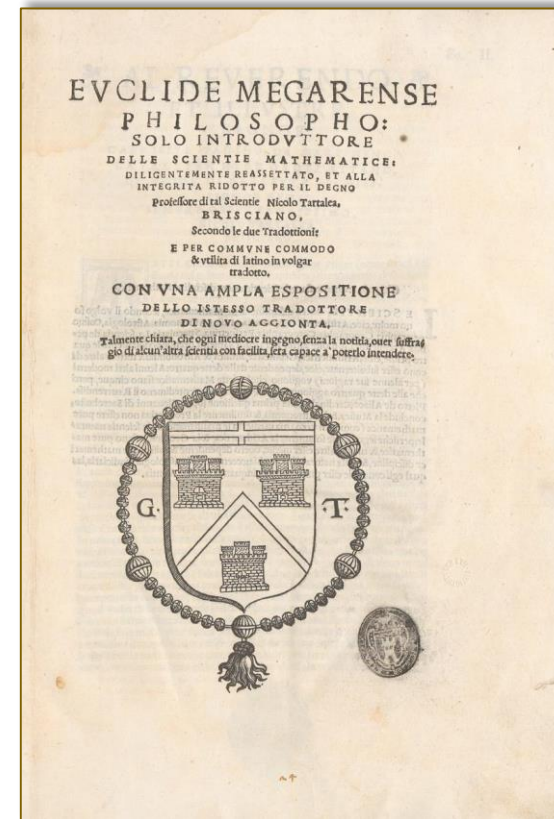 EVCLIDE MEGARENSE
PHILOSOPHO:
SOLO INTRODVTTORE
DELLE SCIENTIE MATHEMATICE:
DILIGENTEMENTE REASSETTATO, ET ALLA
INTEGRITA RIDOTTO PER IL DEGNO
Professore di tal Scientie Nicolo Tartalea,
BRISCIANO,
Secondo le due Tradottioni:
E PER COMMVNE COMMODO
& vtilita di latino in volgar
tradotto.
CON VNA AMPLA ESPOSITIONE
DELLO ISTESSO TRADOTTORE
DI NOVO AGGIONTA.
Talmente chiara, che ogni mediocre ingegno, senza la notitia, ouer suffra
gio di alcun'altra scientia con facilita, sera capace a' poterlo intendere.
G. .T.